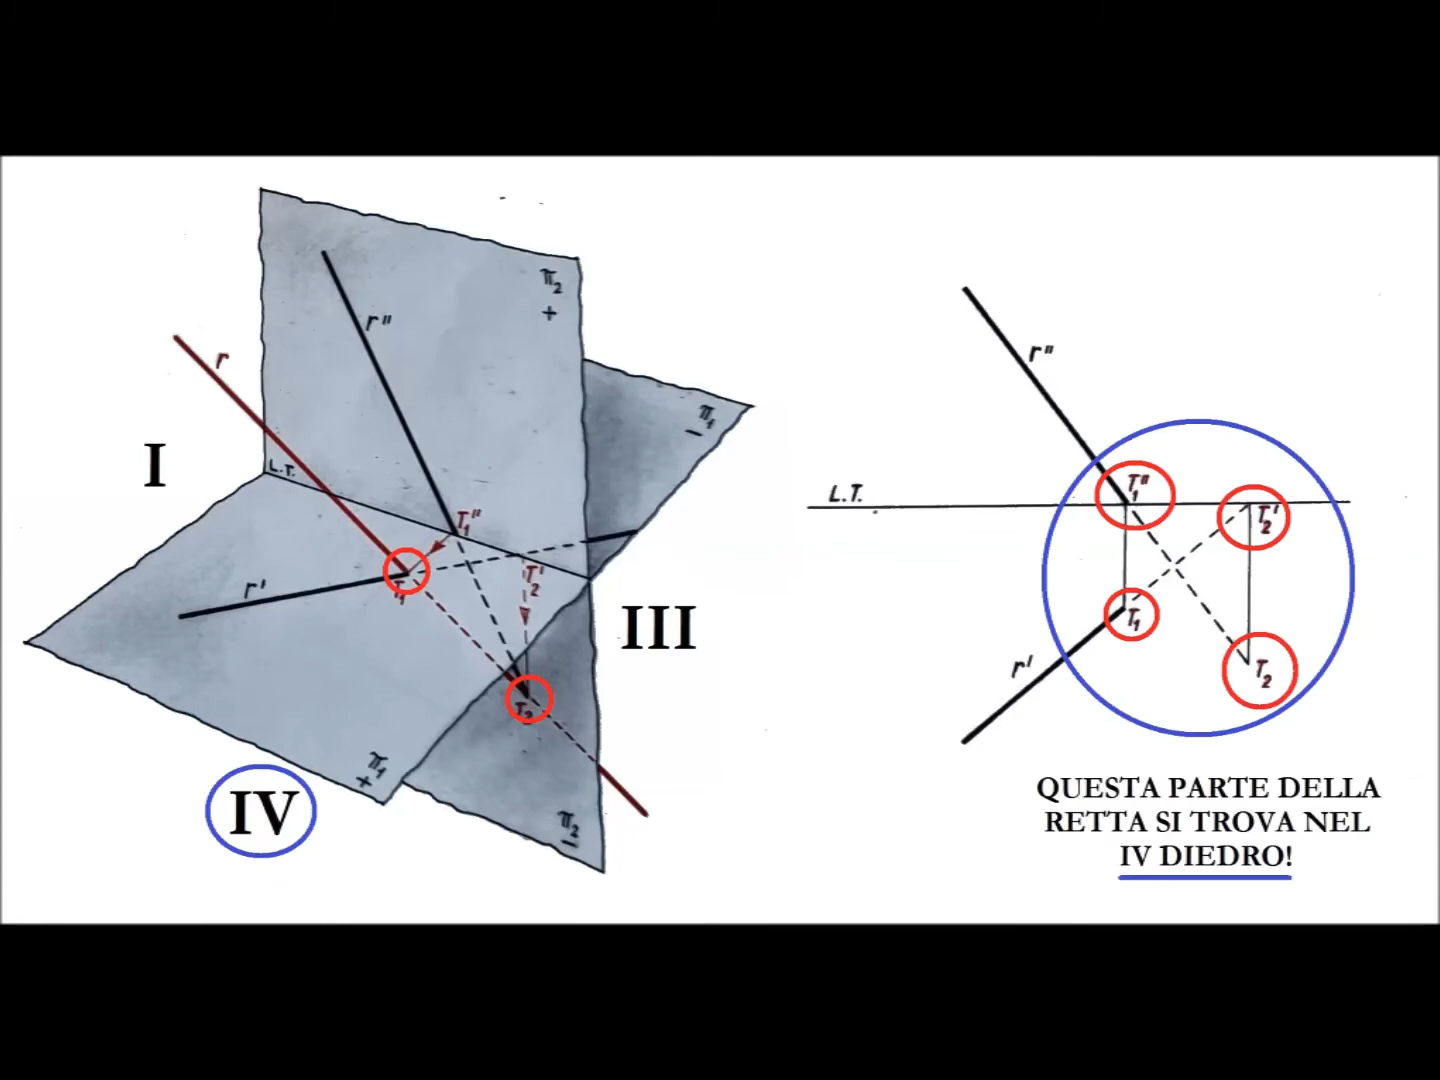 π₂
+
r"
r
π₁
−
I
L.T.
T₁"
T₁
T₂'
r'
III
T₂
π₁
+
IV
π₂
−
r"
L.T.
T₁"
T₂'
T₁
r'
T₂
QUESTA PARTE DELLA
RETTA SI TROVA NEL
IV DIEDRO!